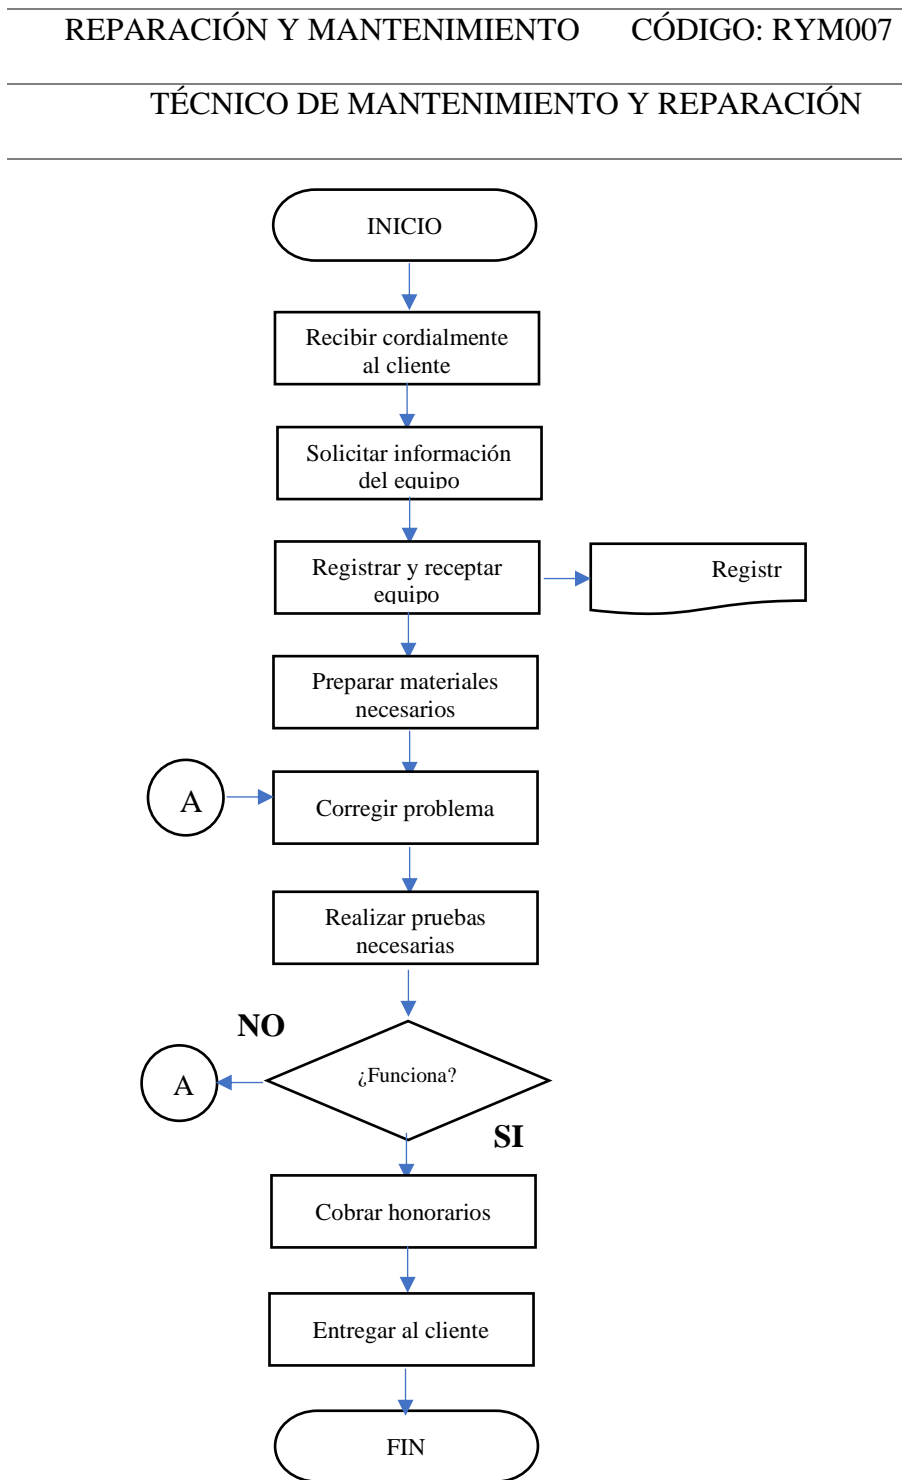 REPARACIÓN Y MANTENIMIENTO CÓDIGO: RYM007
TÉCNICO DE MANTENIMIENTO Y REPARACIÓN
INICIO
Recibir cordialmente
al cliente
Solicitar información
del equipo
Registrar y receptar
equipo
Registr
Preparar materiales
necesarios
A
Corregir problema
Realizar pruebas
necesarias
NO
¿Funciona?
A
SI
Cobrar honorarios
Entregar al cliente
FIN